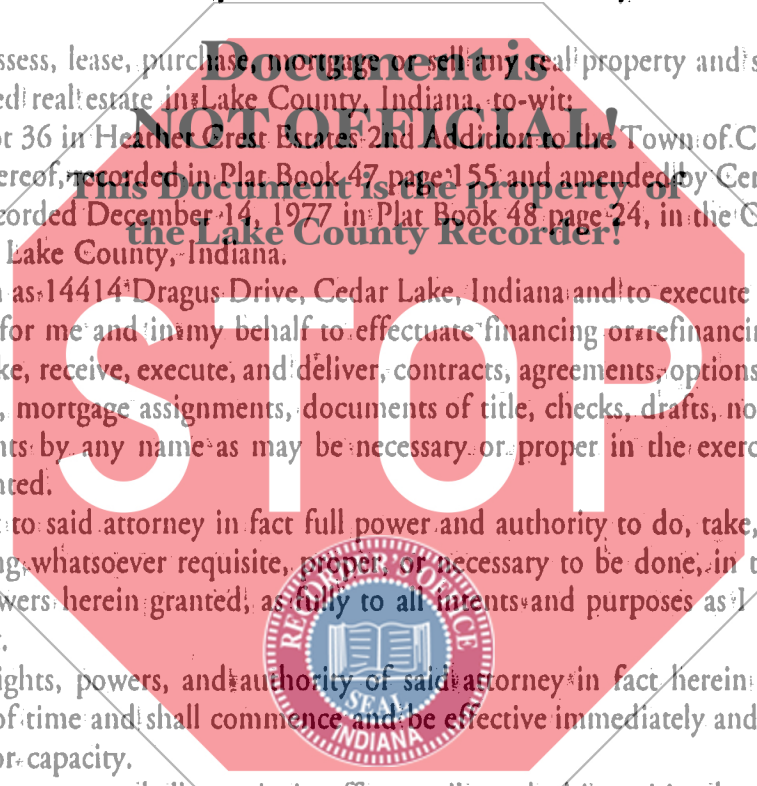 Document is
NOT OFFICIAL!
This Document is the property of
the Lake County Recorder!
STOP
RECORDER'S OFFICE
SEAL
INDIANA
ssess, lease, purchase, mortgage or sell any real property and s
ed real estate in Lake County, Indiana, to-wit:
ot 36 in Heather Crest Estates 2nd Addition to the Town of C
ereof, recorded in Plat Book 47 page 155 and amended by Cer
corded December 14, 1977 in Plat Book 48 page 24, in the O
Lake County, Indiana.
as 14414 Dragus Drive, Cedar Lake, Indiana and to execute
for me and in my behalf to effectuate financing or refinancin
ke, receive, execute, and deliver, contracts, agreements, options
, mortgage assignments, documents of title, checks, drafts, no
nts by any name as may be necessary or proper in the exerc
nted.
to said attorney in fact full power and authority to do, take,
ng whatsoever requisite, proper, or necessary to be done, in t
wers herein granted, as fully to all intents and purposes as I
r.
ights, powers, and authority of said attorney in fact herein
of time and shall commence and be effective immediately and
or capacity.